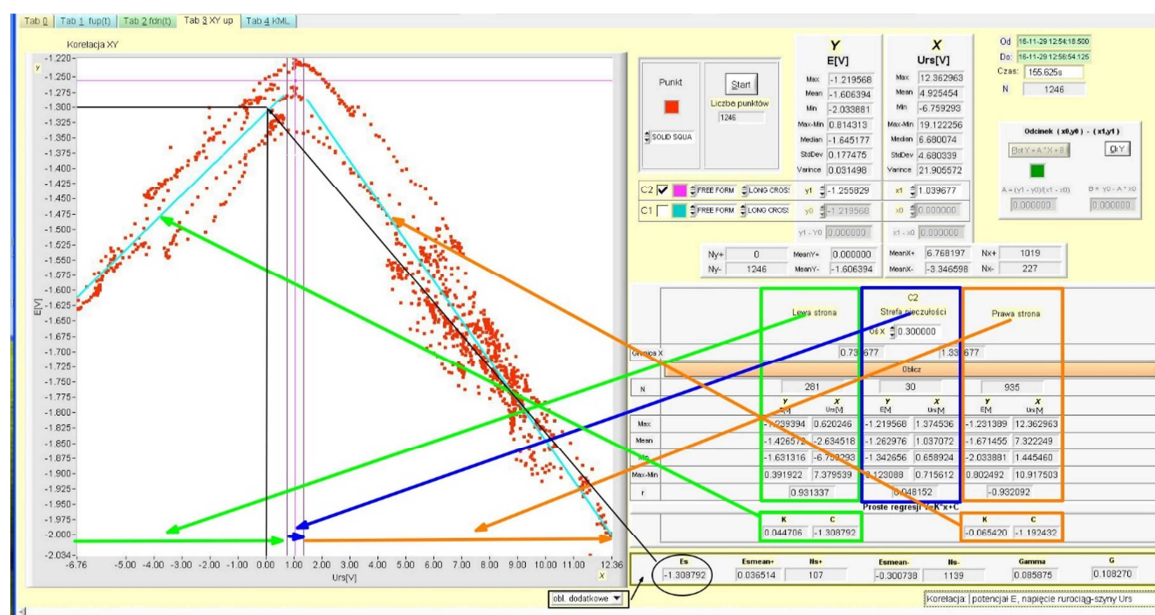 Tab 0 Tab 1 fup(t) Tab 2 fdn(t) Tab 3 XY up Tab 4 KML
Korelacja XY
Y
-1.220
-1.250
-1.275
-1.300
-1.325
-1.350
-1.375
-1.400
-1.425
-1.450
-1.475
-1.500
-1.525
-1.550
-1.575
-1.600
-1.625
-1.650
-1.675
-1.700
-1.725
-1.750
-1.775
-1.800
-1.825
-1.850
-1.875
-1.900
-1.925
-1.950
-1.975
-2.000
-2.034
E[V]
-6.76 -5.00 -4.00 -3.00 -2.00 -1.00 0.00 1.00 2.00 3.00 4.00 5.00 6.00 7.00 8.00 9.00 10.00 11.00 12.36
Urs[V]
X
Punkt
SOLID SQUA
Start
Liczba punktów
1246
Y X
E[V] Urs[V]
Max -1.219568 Max 12.362963
Mean -1.606394 Mean 4.925454
Min -2.033881 Min -6.759293
Max-Min 0.814313 Max-Min 19.122256
Median -1.645177 Median 6.680074
StdDev 0.177475 StdDev 4.680339
Varince 0.031498 Varince 21.905572
Od 16-11-29 12:54:18.500
Do: 16-11-29 12:56:54.125
Czas: 155.625s
N 1246
Odcinek ( x0,y0 ) - ( x1,y1 )
Plot Y = A * X + B
A = (y1 - y0)/(x1 - x0) B = y0 - A * x0
0.000000 0.000000
C2 FREE FORM LONG CROS: y1 -1.255829 x1 1.039677
C1 FREE FORM LONG CROS: y0 -1.219568 x0 0.000000
y1 - Y0 0.000000 x1 - x0 0.000000
Ny+ 0 MeanY+ 0.000000 MeanX+ 6.768197 Nx+ 1019
Ny- 1246 MeanY- -1.606394 MeanX- -3.346598 Nx- 227
C2
Lewa strona Strefa nieczułości Prawa strona
0.300000
Granica X
Oblicz
N 281 30 935
Y X Y X Y X
E[V] Urs[V] E[V] Urs[V] E[V] Urs[V]
Max -1.239394 0.620246 -1.219568 1.374536 -1.231389 12.362963
Mean -1.426572 -2.634518 -1.262976 1.037072 -1.671455 7.322249
-1.631316 -6.759293 -1.342656 0.658924 -2.033881 1.445460
Max-Min 0.391922 7.379539 0.123088 0.715612 0.802492 10.917503
r 0.931337 0.048152 -0.932092
Proste regresji Y=K*x+C
K C K C
0.044706 -1.308792 -0.065420 -1.192432
Es Esmean+ Ns+ Esmean- Ns- Gamma G
-1.308792 0.036514 107 -0.300738 1139 0.085875 0.108270
obl. dodatkowe
Korelacja: potencjał E, napięcie rurociąg-szyny Urs